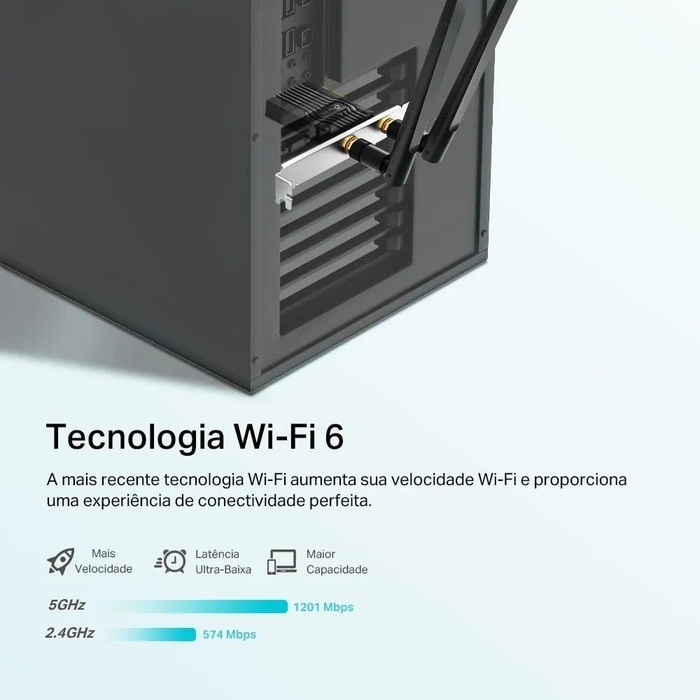 Tecnologia Wi-Fi 6
A mais recente tecnologia Wi-Fi aumenta sua velocidade Wi-Fi e proporciona
uma experiência de conectividade perfeita.
Mais
Velocidade
Latência
Ultra-Baixa
Maior
Capacidade
5GHz 1201 Mbps
2.4GHz 574 Mbps